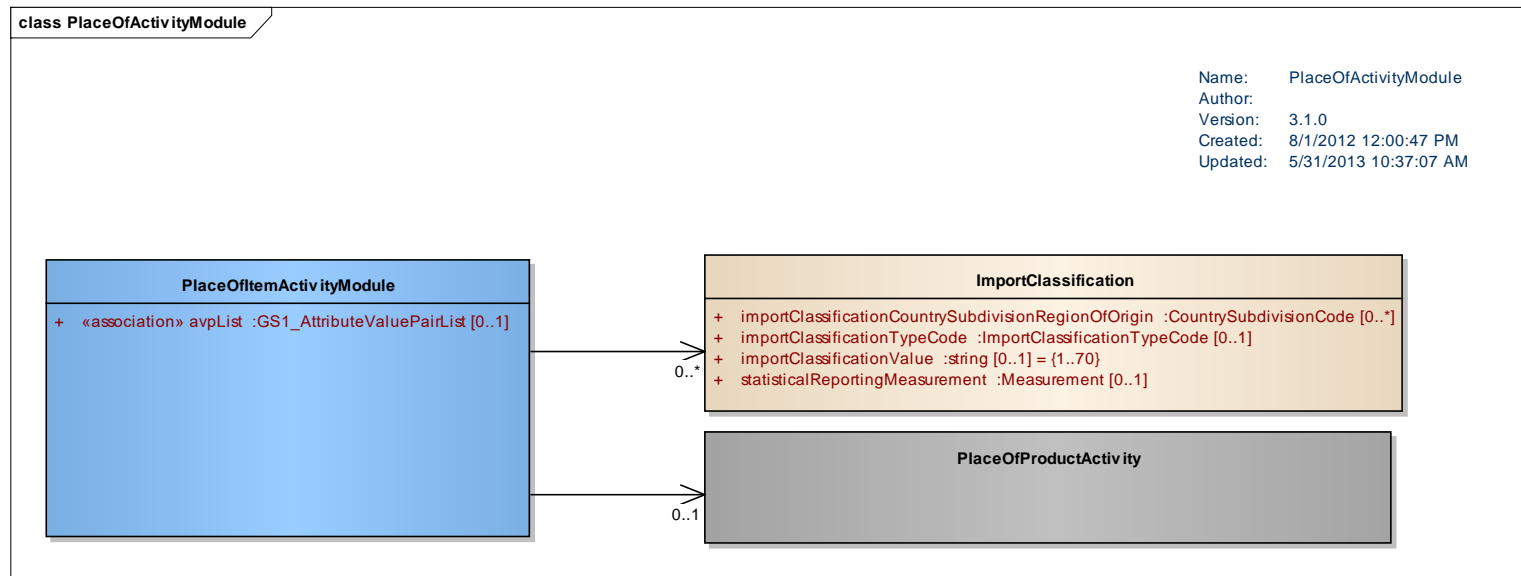 class PlaceOfActivityModule
Name: PlaceOfActivityModule
Author:
Version: 3.1.0
Created: 8/1/2012 12:00:47 PM
Updated: 5/31/2013 10:37:07 AM
PlaceOfItemActivityModule
+ «association» avpList :GS1_AttributeValuePairList [0..1]
ImportClassification
+ importClassificationCountrySubdivisionRegionOfOrigin :CountrySubdivisionCode [0..*]
+ importClassificationTypeCode :ImportClassificationTypeCode [0..1]
+ importClassificationValue :string [0..1] = {1..70}
+ statisticalReportingMeasurement :Measurement [0..1]
0..*
PlaceOfProductActivity
0..1